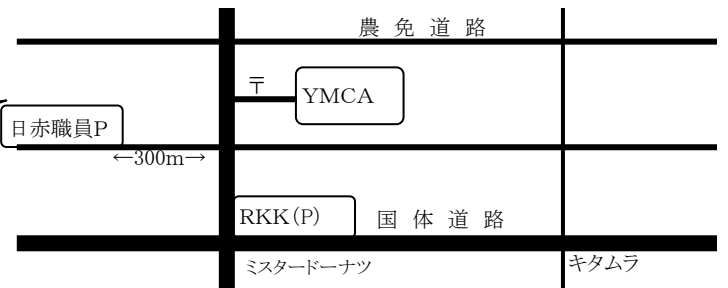 農 免 道 路
〒
YMCA
日赤職員P
←300m→
RKK(P)
国 体 道 路
ミスタードーナツ
キタムラ